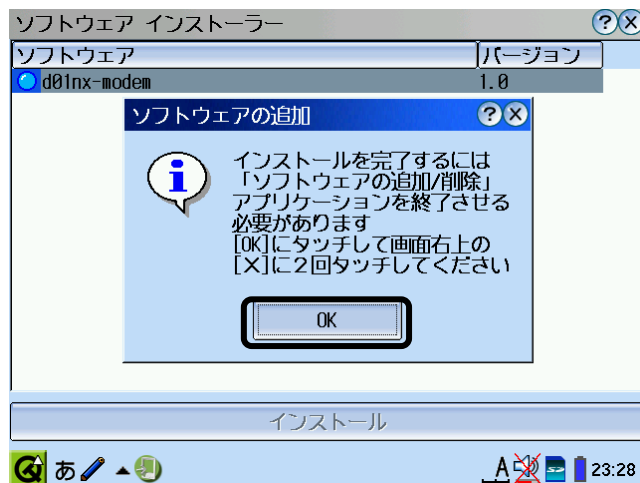 ソフトウェア インストーラー
ソフトウェア バージョン
d01nx-modem 1.0
ソフトウェアの追加
インストールを完了するには
「ソフトウェアの追加/削除」
アプリケーションを終了させる
必要があります
[OK]にタッチして画面右上の
[X]に2回タッチしてください
OK
インストール
あ A 23:28